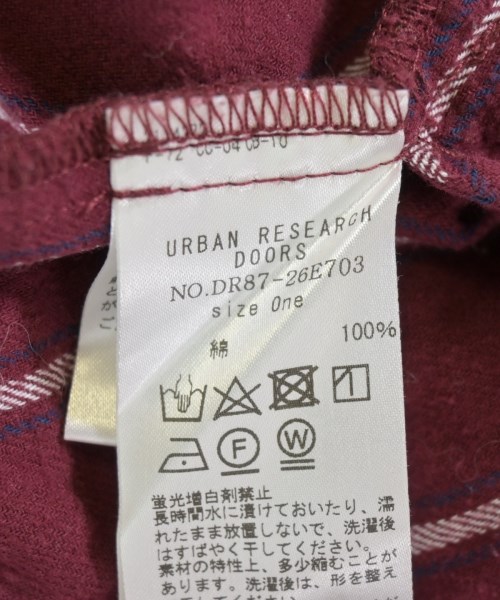 URBAN RESEARCH
DOORS
NO.DR87-26E703
size One
綿 100%
F W
蛍光増白剤禁止
長時間水に漬けておいたり、濡
れたまま放置しないで、洗濯後
はすばやく干してください。
素材の特性上、多少縮むことが
あります。洗濯後は、形を整え